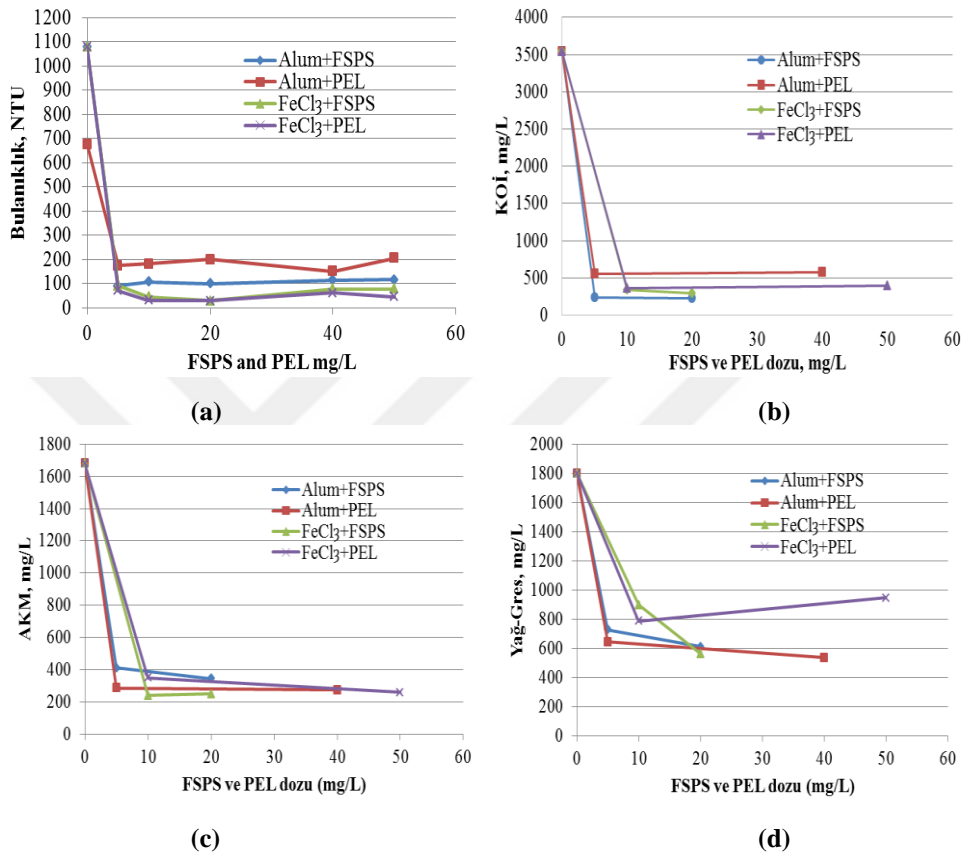 1200
1100
1000
900
800
700
600
500
400
300
200
100
0
0 20 40 60
Bulanıklık, NTU
FSPS and PEL mg/L
Alum+FSPS
Alum+PEL
FeCl3+FSPS
FeCl3+PEL
(a)
4000
3500
3000
2500
2000
1500
1000
500
0
0 10 20 30 40 50 60
KOİ, mg/L
FSPS ve PEL dozu, mg/L
Alum+FSPS
Alum+PEL
FeCl3+FSPS
FeCl3+PEL
(b)
1800
1600
1400
1200
1000
800
600
400
200
0
0 10 20 30 40 50 60
AKM, mg/L
FSPS ve PEL dozu (mg/L)
Alum+FSPS
Alum+PEL
FeCl3+FSPS
FeCl3+PEL
(c)
2000
1800
1600
1400
1200
1000
800
600
400
200
0
0 10 20 30 40 50 60
Yağ-Gres, mg/L
FSPS ve PEL dozu (mg/L)
Alum+FSPS
Alum+PEL
FeCl3+FSPS
FeCl3+PEL
(d)